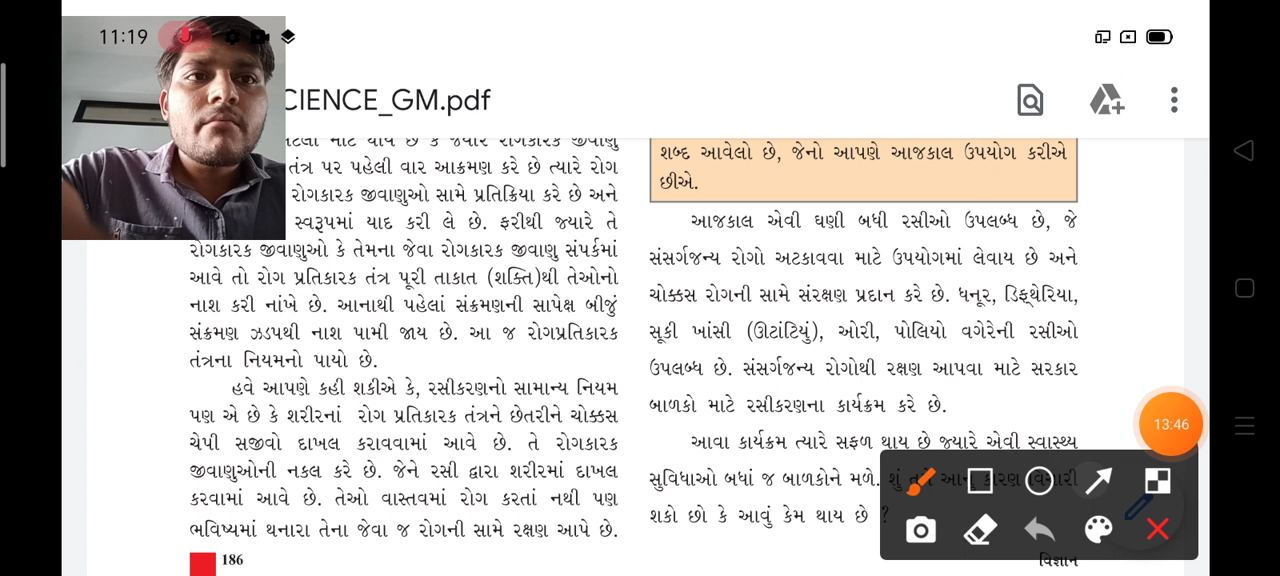 11:19
CIENCE_GM.pdf
માટે થાય છે કે જ્યારે રોગકારક જીવાણુ
તંત્ર પર પહેલી વાર આક્રમણ કરે છે ત્યારે રોગ
રોગકારક જીવાણુઓ સામે પ્રતિક્રિયા કરે છે અને
સ્વરૂપમાં યાદ કરી લે છે. ફરીથી જ્યારે તે
રોગકારક જીવાણુઓ કે તેમના જેવા રોગકારક જીવાણુ સંપર્કમાં
આવે તો રોગ પ્રતિકારક તંત્ર પૂરી તાકાત (શક્તિ)થી તેઓનો
નાશ કરી નાંખે છે. આનાથી પહેલાં સંક્રમણની સાપેક્ષ બીજું
સંક્રમણ ઝડપથી નાશ પામી જાય છે. આ જ રોગપ્રતિકારક
તંત્રના નિયમનો પાયો છે.
હવે આપણે કહી શકીએ કે, રસીકરણનો સામાન્ય નિયમ
પણ એ છે કે શરીરનાં રોગ પ્રતિકારક તંત્રને છેતરીને ચોક્કસ
ચેપી સજીવો દાખલ કરાવવામાં આવે છે. તે રોગકારક
જીવાણુઓની નકલ કરે છે. જેને રસી દ્વારા શરીરમાં દાખલ
કરવામાં આવે છે. તેઓ વાસ્તવમાં રોગ કરતાં નથી પણ
ભવિષ્યમાં થનારા તેના જેવા જ રોગની સામે રક્ષણ આપે છે.
186
શબ્દ આવેલો છે, જેનો આપણે આજકાલ ઉપયોગ કરીએ
છીએ.
આજકાલ એવી ઘણી બધી રસીઓ ઉપલબ્ધ છે, જે
સંસર્ગજન્ય રોગો અટકાવવા માટે ઉપયોગમાં લેવાય છે અને
ચોક્કસ રોગની સામે સંરક્ષણ પ્રદાન કરે છે. ધનૂર, ડિફ્થેરિયા,
સૂકી ખાંસી (ઊટાંટિયું), ઓરી, પોલિયો વગેરેની રસીઓ
ઉપલબ્ધ છે. સંસર્ગજન્ય રોગોથી રક્ષણ આપવા માટે સરકાર
બાળકો માટે રસીકરણના કાર્યક્રમ કરે છે.
આવા કાર્યક્રમ ત્યારે સફળ થાય છે જ્યારે એવી સ્વાસ્થ્ય
સુવિધાઓ બધાં જ બાળકોને મળે. શું તમે આનું કારણ વિચારી
શકો છો કે આવું કેમ થાય છે ?
વિજ્ઞાન
13:46